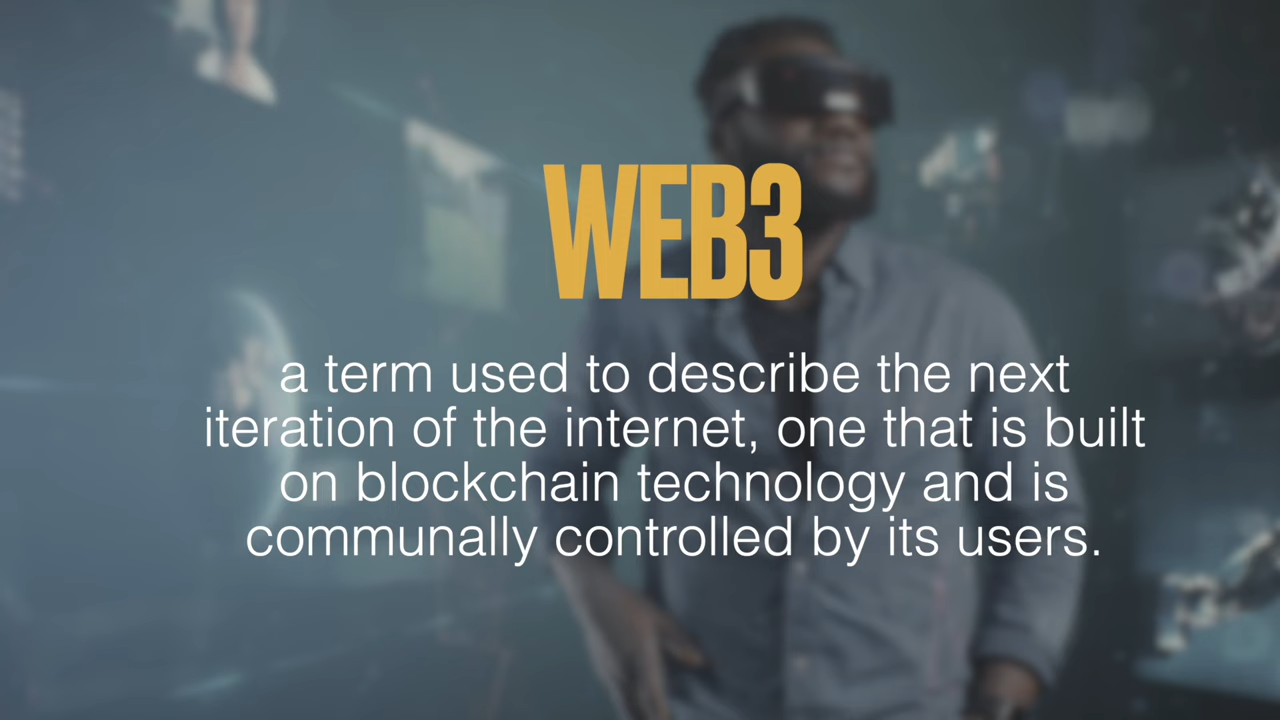 WEB3
a term used to describe the next
iteration of the internet, one that is built
on blockchain technology and is
communally controlled by its users.